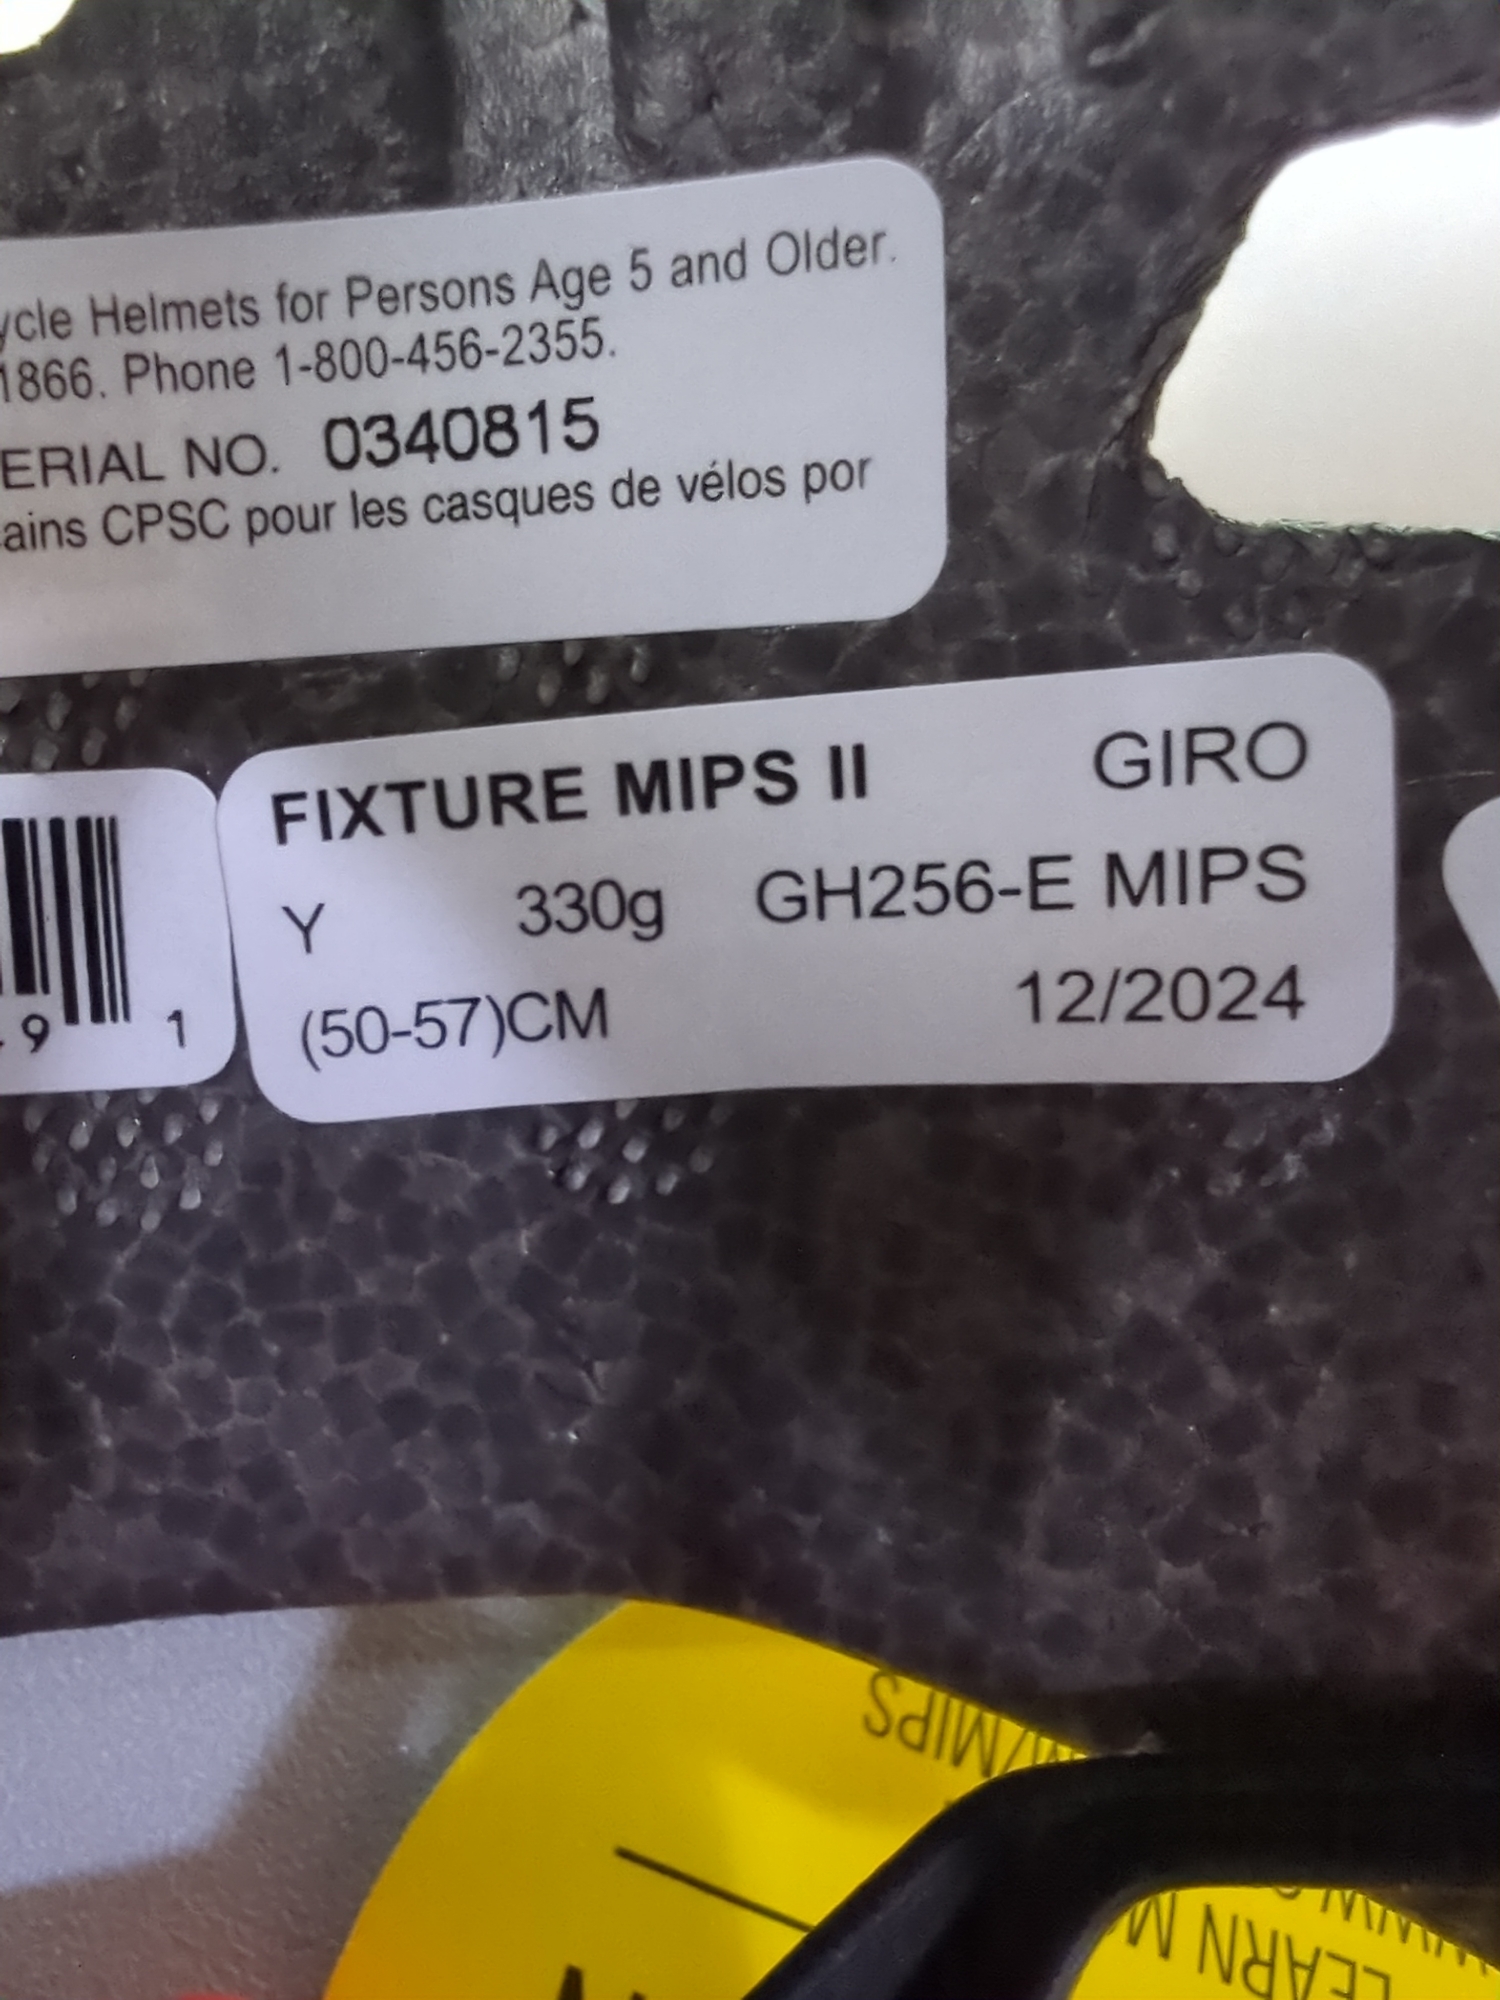 ycle Helmets for Persons Age 5 and Older.
1866. Phone 1-800-456-2355.
ERIAL NO. 0340815
ains CPSC pour les casques de vélos por
9 1
FIXTURE MIPS II GIRO
Y 330g GH256-E MIPS
(50-57)CM 12/2024
/MIPS
LEARN M